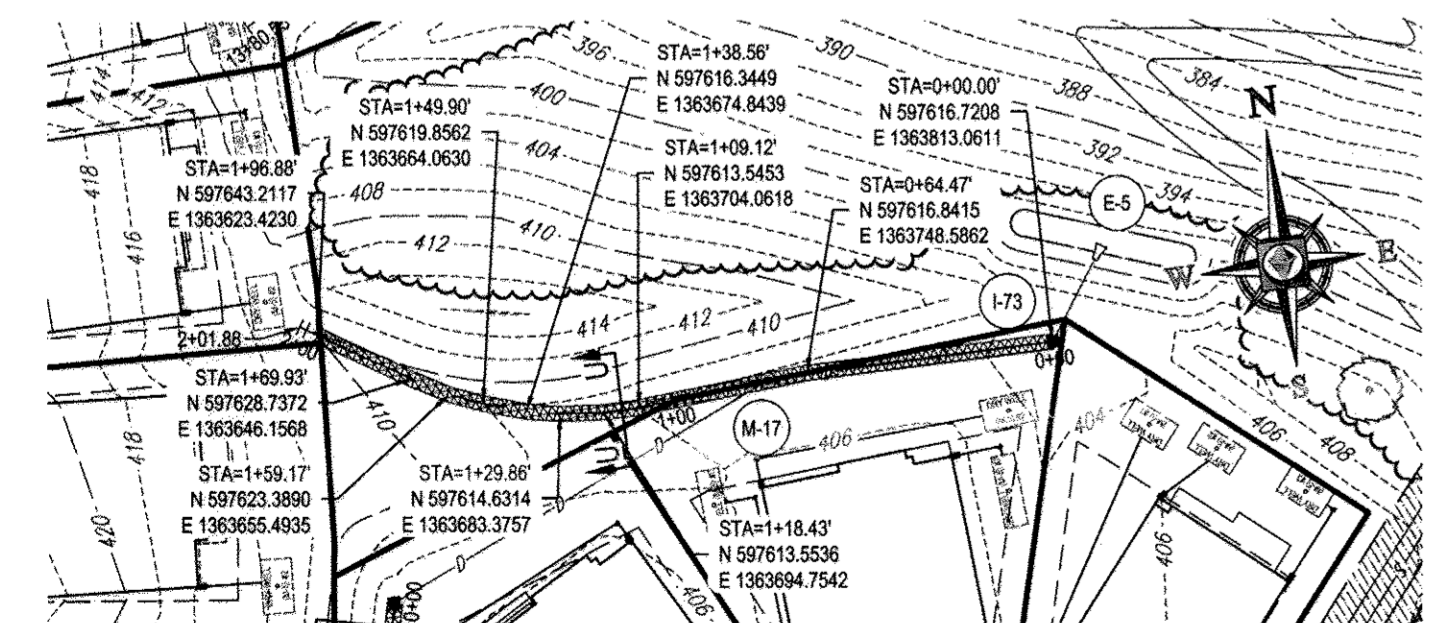 13+80
396
390
384
STA=1+38.56'
N 597616.3449
E 1363674.8439
414
412
400
STA=1+49.90'
N 597619.8562
E 1363664.0630
STA=0+00.00'
N 597616.7208
E 1363813.0611
388
N
404
STA=1+09.12'
N 597613.5453
E 1363704.0618
392
394
418
STA=1+96.88'
N 597643.2117
E 1363623.4230
408
STA=0+64.47'
N 597616.8415
E 1363748.5862
E-5
416
412
410
W
E
I-73
414
412
410
2+01.88
2+00
0+00
S
STA=1+69.93'
N 597628.7372
E 1363646.1568
410
1+00
M-17
406
404
406
408
418
STA=1+59.17'
N 597623.3890
E 1363655.4935
STA=1+29.86'
N 597614.6314
E 1363683.3757
D
D
D
420
STA=1+18.43'
N 597613.5536
E 1363694.7542
406
406
0+00